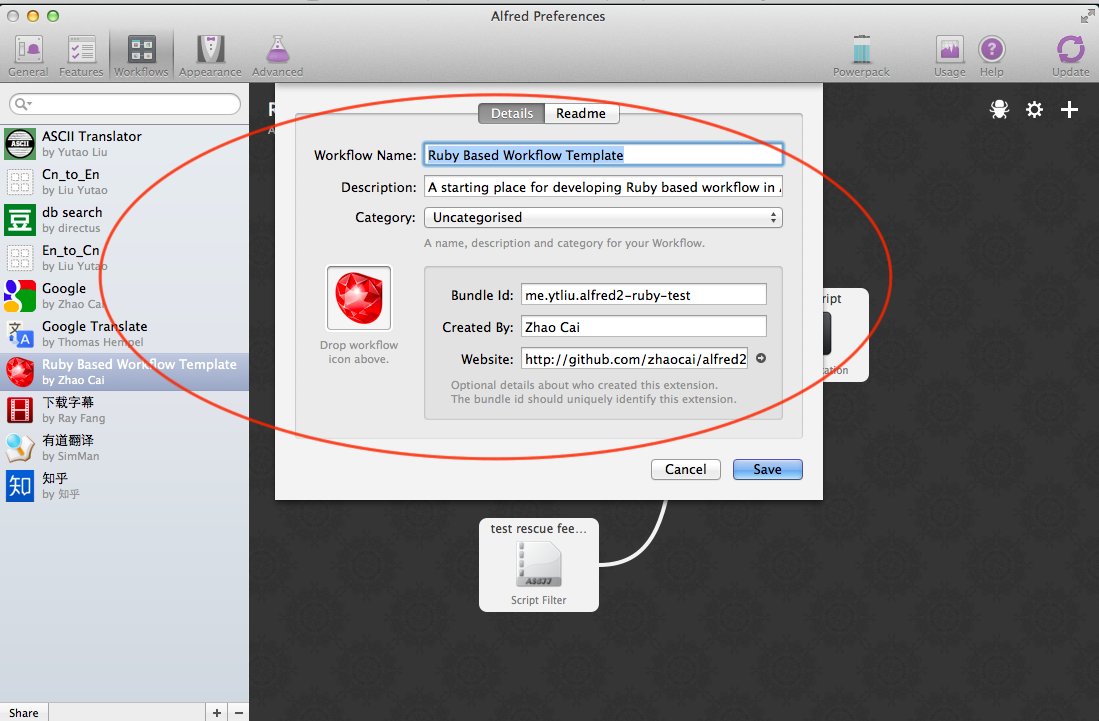 Alfred Preferences
General
Features
Workflows
Appearance
Advanced
Powerpack
Usage
Help
Update
ASCII Translator
by Yutao Liu
Cn_to_En
by Liu Yutao
db search
by directus
En_to_Cn
by Liu Yutao
Google
by Zhao Cai
Google Translate
by Thomas Hempel
Ruby Based Workflow Template
by Zhao Cai
下载字幕
by Ray Fang
有道翻译
by SimMan
知乎
by 知乎
Share
Details
Readme
Workflow Name: Ruby Based Workflow Template
Description: A starting place for developing Ruby based workflow in
Category: Uncategorised
A name, description and category for your Workflow.
Drop workflow
icon above.
Bundle Id: me.ytliu.alfred2-ruby-test
Created By: Zhao Cai
Website: http://github.com/zhaocai/alfred2
Optional details about who created this extension.
The bundle id should uniquely identify this extension.
Cancel
Save
test rescue fee...
Script Filter